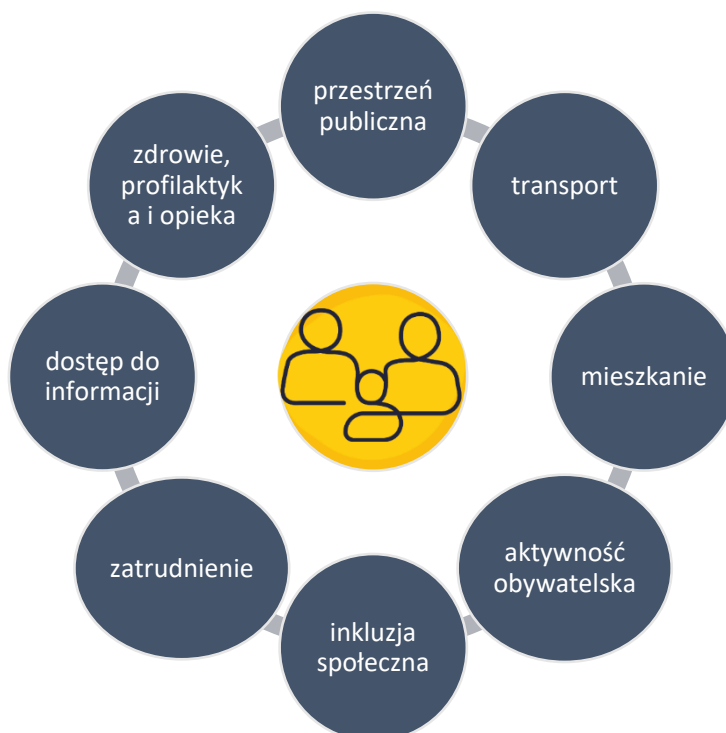 przestrzeń
publiczna
transport
mieszkanie
aktywność
obywatelska
inkluzja
społeczna
zatrudnienie
dostęp do
informacji
zdrowie,
profilaktyk
a i opieka